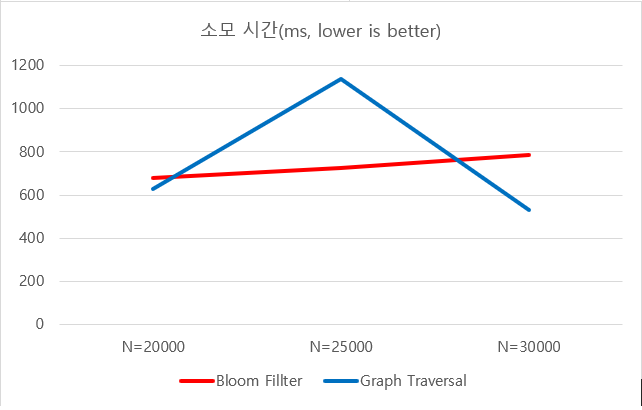 소모 시간(ms, lower is better)
1200
1000
800
600
400
200
0
N=20000 N=25000 N=30000
Bloom Fillter Graph Traversal